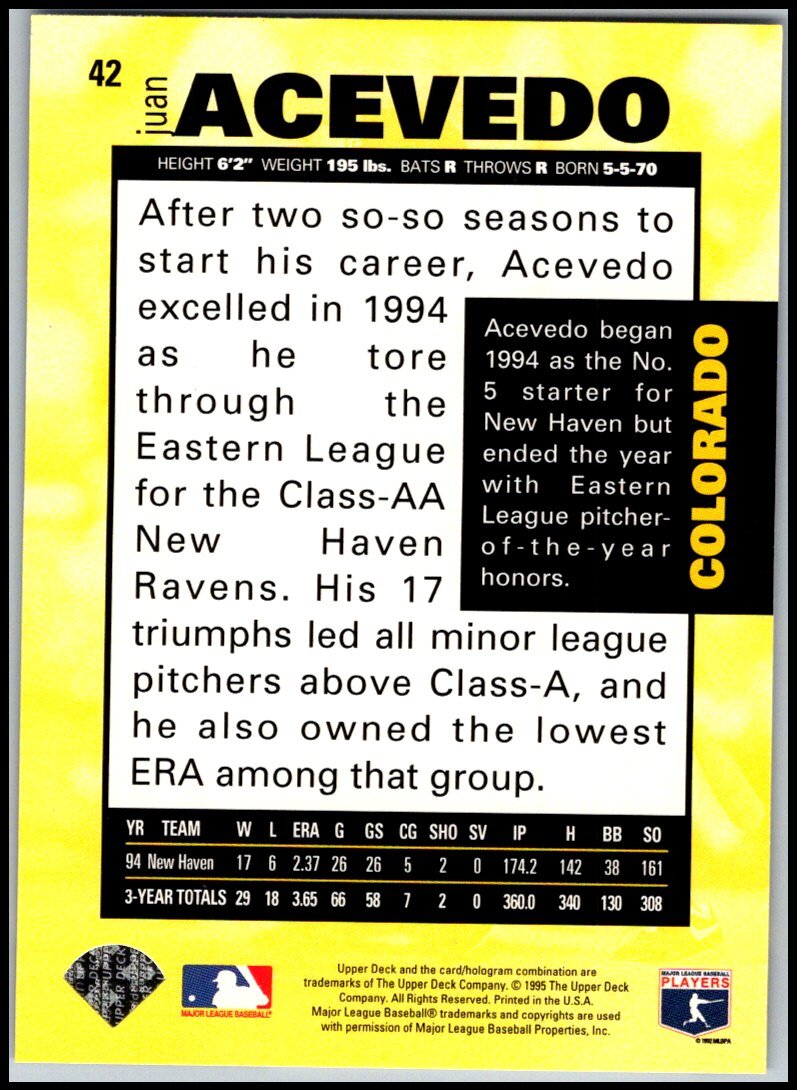 42
juan ACEVEDO
HEIGHT 6'2" WEIGHT 195 lbs. BATS R THROWS R BORN 5-5-70
After two so-so seasons to
start his career, Acevedo
excelled in 1994
as he tore
through the
Eastern League
for the Class-AA
New Haven
Ravens. His 17
triumphs led all minor league
pitchers above Class-A, and
he also owned the lowest
ERA among that group.
Acevedo began
1994 as the No.
5 starter for
New Haven but
ended the year
with Eastern
League pitcher-
of-the-year
honors.
COLORADO
YR TEAM W L ERA G GS CG SHO SV IP H BB SO
94 New Haven 17 6 2.37 26 26 5 2 0 174.2 142 38 161
3-YEAR TOTALS 29 18 3.65 66 58 7 2 0 360.0 340 130 308
UPPER DECK
MAJOR LEAGUE BASEBALL®
Upper Deck and the card/hologram combination are
trademarks of The Upper Deck Company. © 1995 The Upper Deck
Company. All Rights Reserved. Printed in the U.S.A.
Major League Baseball® trademarks and copyrights are used
with permission of Major League Baseball Properties, Inc.
MAJOR LEAGUE BASEBALL
PLAYERS
© 1992 MLBPA